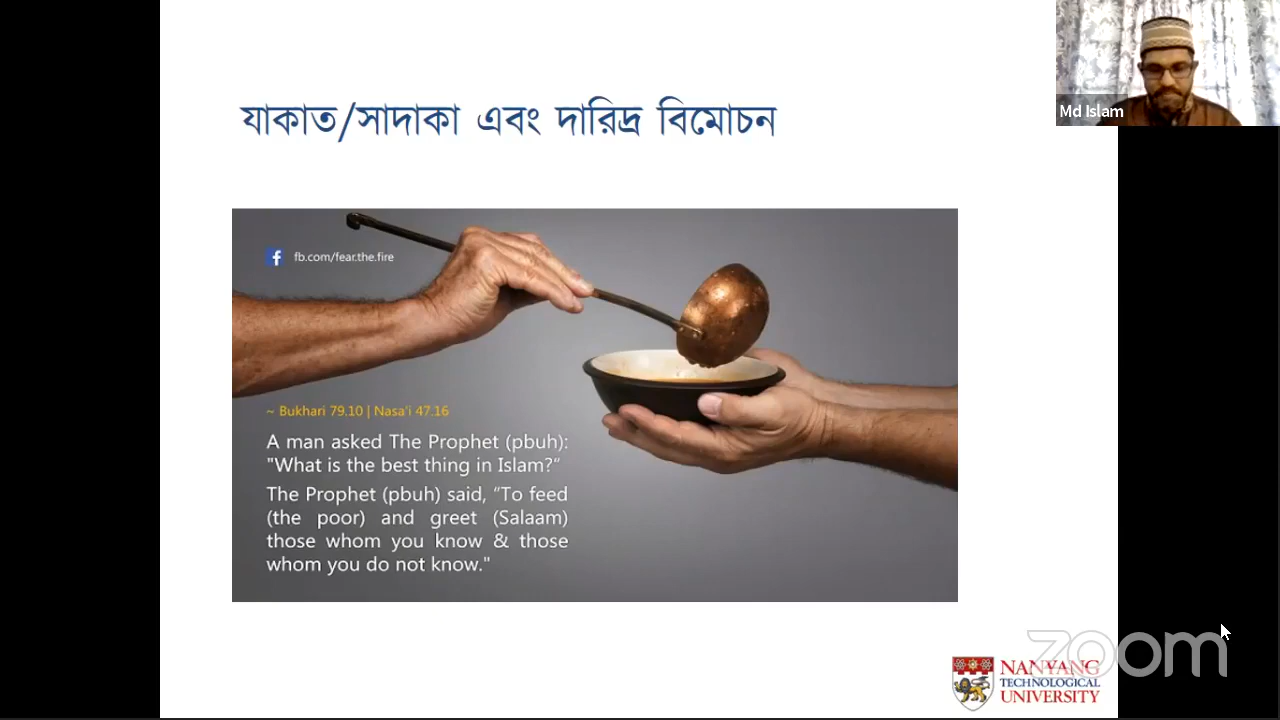 যাকাত/সাদাকা এবং দারিদ্র বিমোচন
Md Islam
f fb.com/fear.the.fire
~ Bukhari 79.10 | Nasa'i 47.16
A man asked The Prophet (pbuh):
"What is the best thing in Islam?"
The Prophet (pbuh) said, "To feed
(the poor) and greet (Salaam)
those whom you know & those
whom you do not know."
zoom
NANYANG
TECHNOLOGICAL
UNIVERSITY